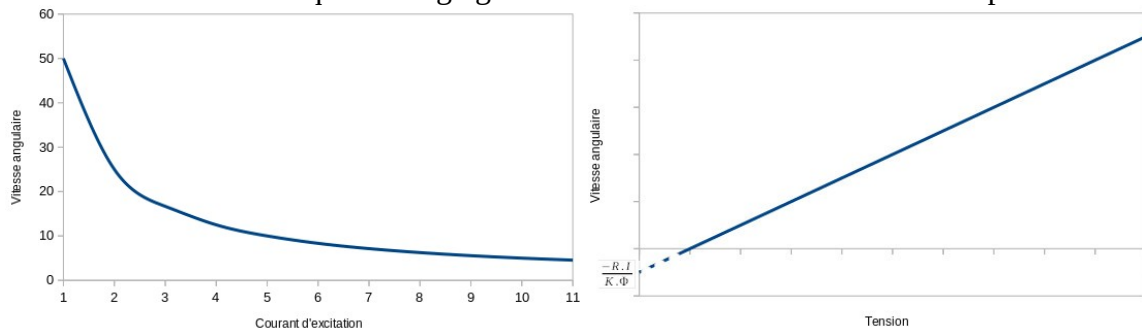 60
50
40
30
20
10
0
1 2 3 4 5 6 7 8 9 10 11
Vitesse angulaire
Courant d'excitation
Vitesse angulaire
−R.I
K.Φ
Tension